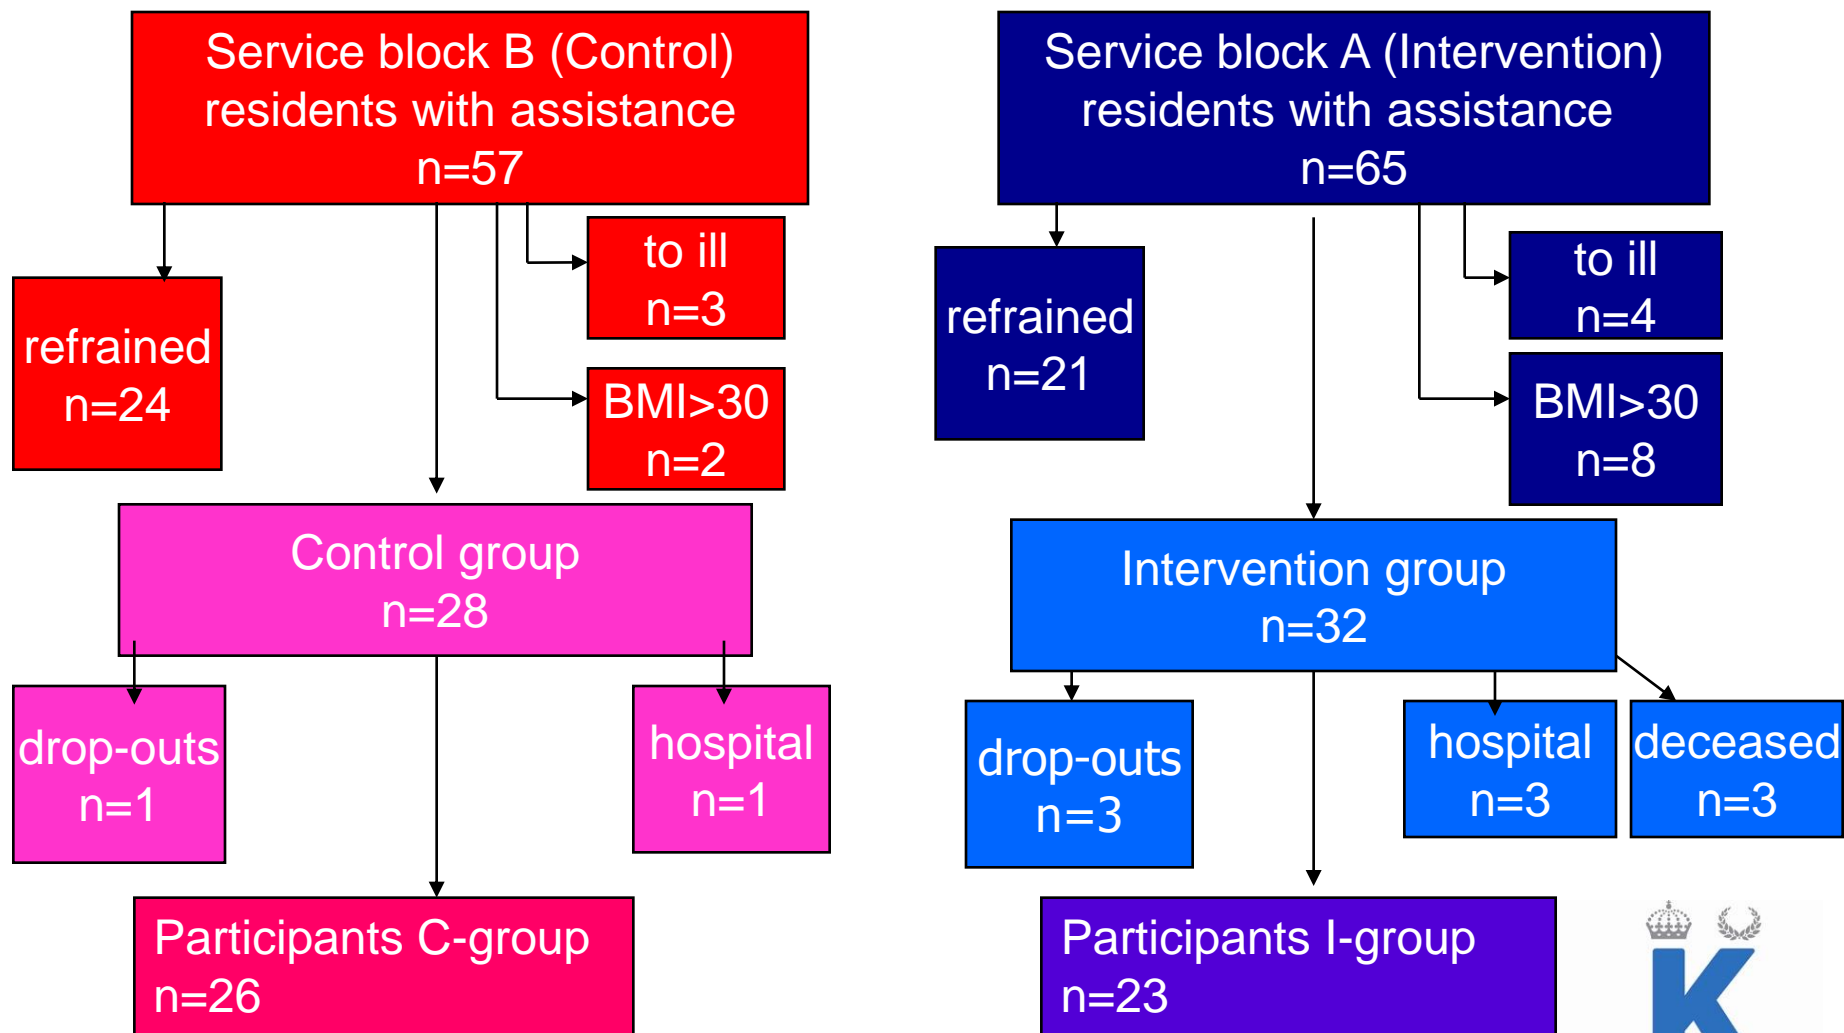 Service block B (Control)
residents with assistance
n=57
refrained
n=24
to ill
n=3
BMI>30
n=2
Control group
n=28
drop-outs
n=1
hospital
n=1
Participants C-group
n=26
Service block A (Intervention)
residents with assistance
n=65
refrained
n=21
to ill
n=4
BMI>30
n=8
Intervention group
n=32
drop-outs
n=3
hospital
n=3
deceased
n=3
Participants I-group
n=23
K